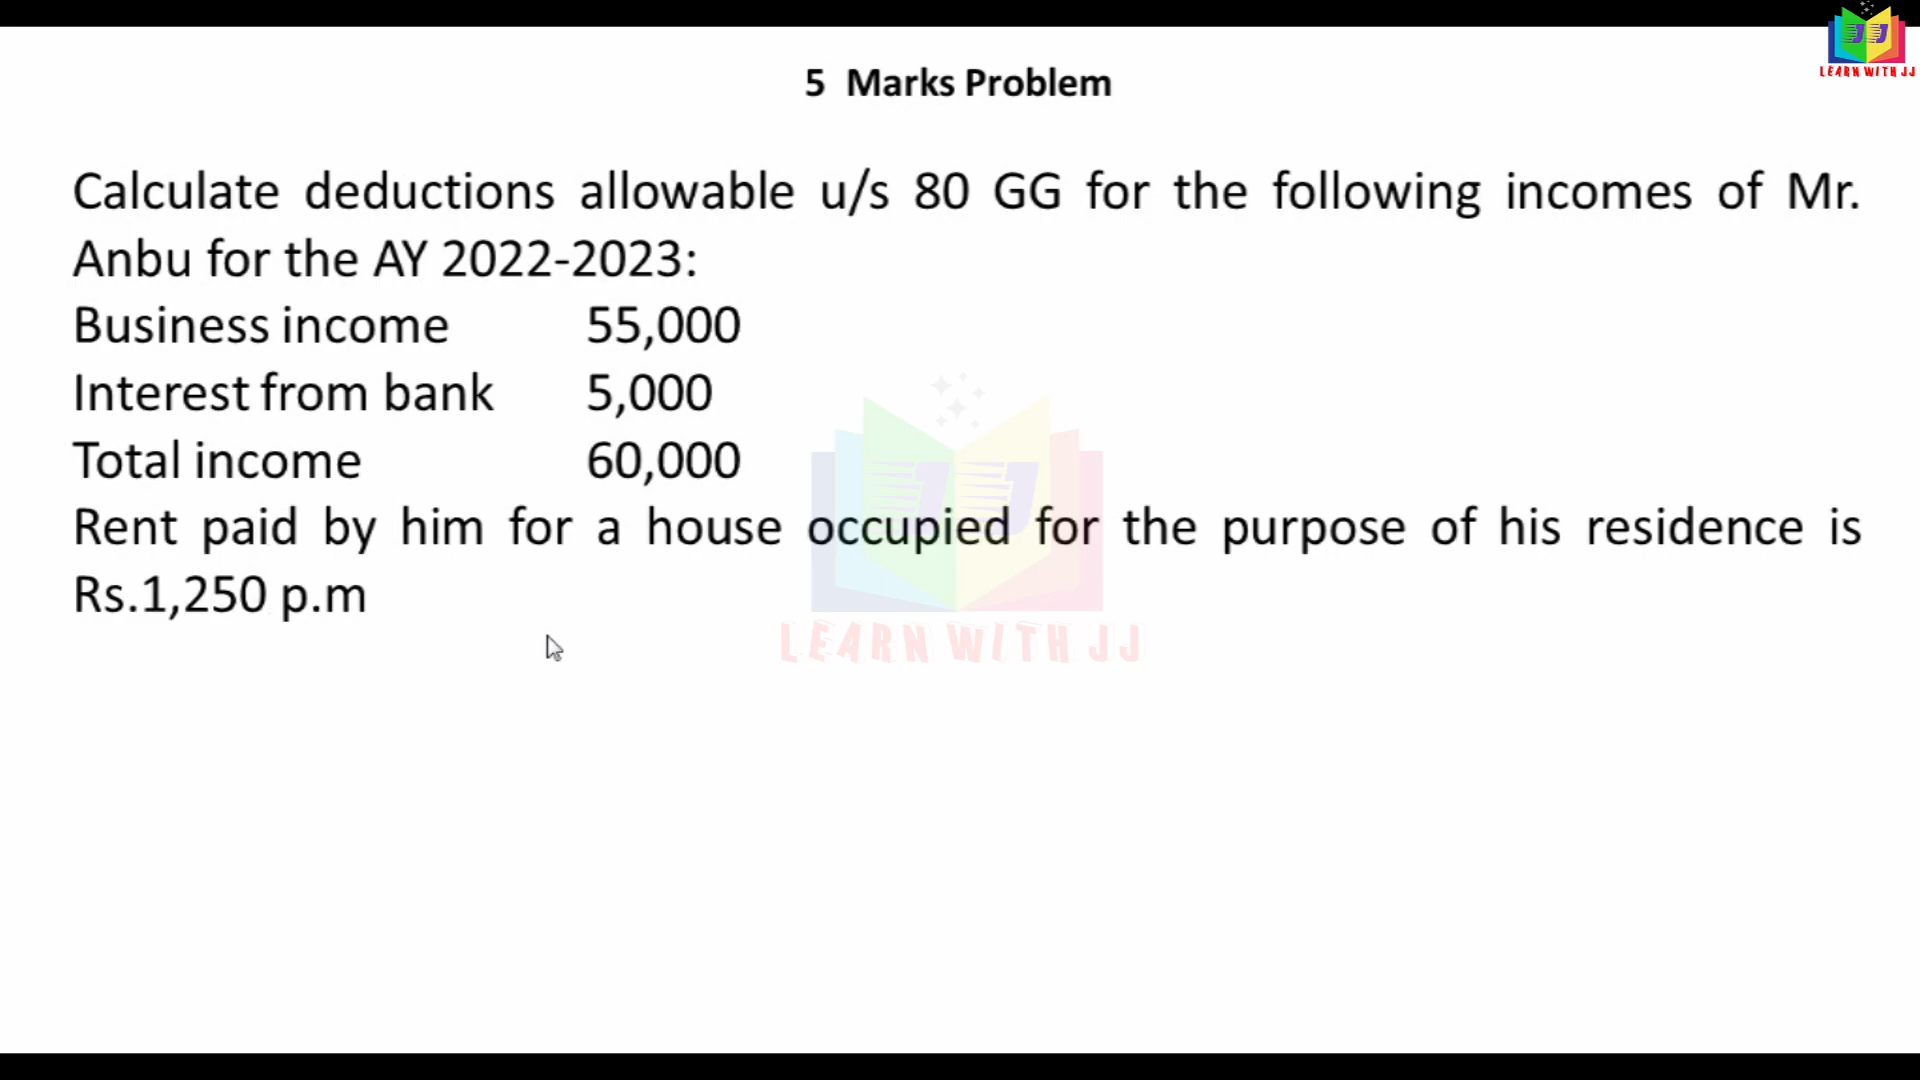 LEARN WITH JJ
5 Marks Problem
Calculate deductions allowable u/s 80 GG for the following incomes of Mr.
Anbu for the AY 2022-2023:
Business income 55,000
Interest from bank 5,000
Total income 60,000
Rent paid by him for a house occupied for the purpose of his residence is
Rs.1,250 p.m
LEARN WITH JJ